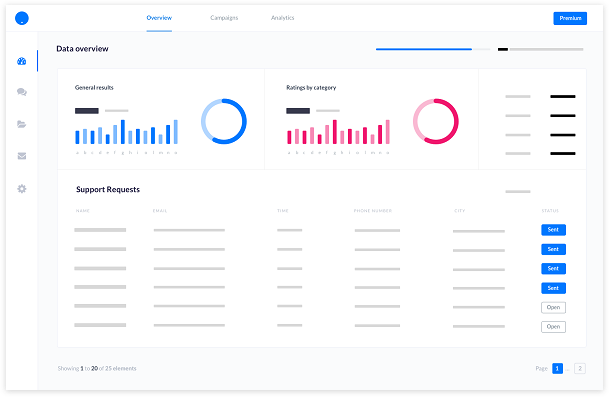 Overview Campaigns Analytics Premium
Data overview
General results
Ratings by category
Support Requests
NAME EMAIL TIME PHONE NUMBER CITY STATUS
Sent
Sent
Sent
Sent
Open
Open
Showing 1 to 20 of 25 elements
Page 1 ... 2